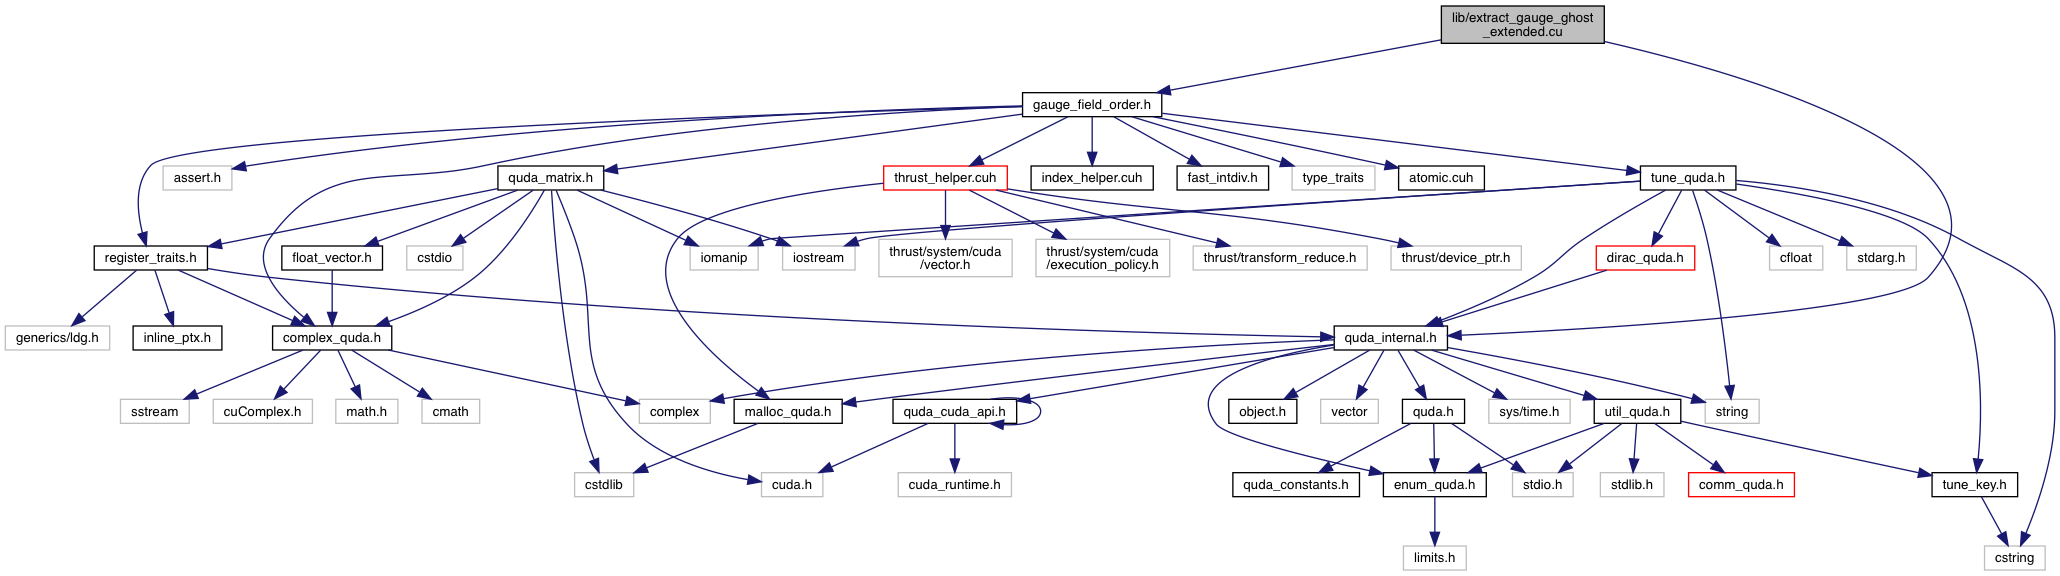 lib/extract_gauge_ghost
_extended.cu
gauge_field_order.h
assert.h
quda_matrix.h
thrust_helper.cuh
index_helper.cuh
fast_intdiv.h
type_traits
atomic.cuh
tune_quda.h
register_traits.h
float_vector.h
cstdio
iomanip
iostream
thrust/system/cuda
/vector.h
thrust/system/cuda
/execution_policy.h
thrust/transform_reduce.h
thrust/device_ptr.h
dirac_quda.h
cfloat
stdarg.h
generics/ldg.h
inline_ptx.h
complex_quda.h
quda_internal.h
sstream
cuComplex.h
math.h
cmath
complex
malloc_quda.h
quda_cuda_api.h
object.h
vector
quda.h
sys/time.h
util_quda.h
string
cstdlib
cuda.h
cuda_runtime.h
quda_constants.h
enum_quda.h
stdio.h
stdlib.h
comm_quda.h
tune_key.h
limits.h
cstring